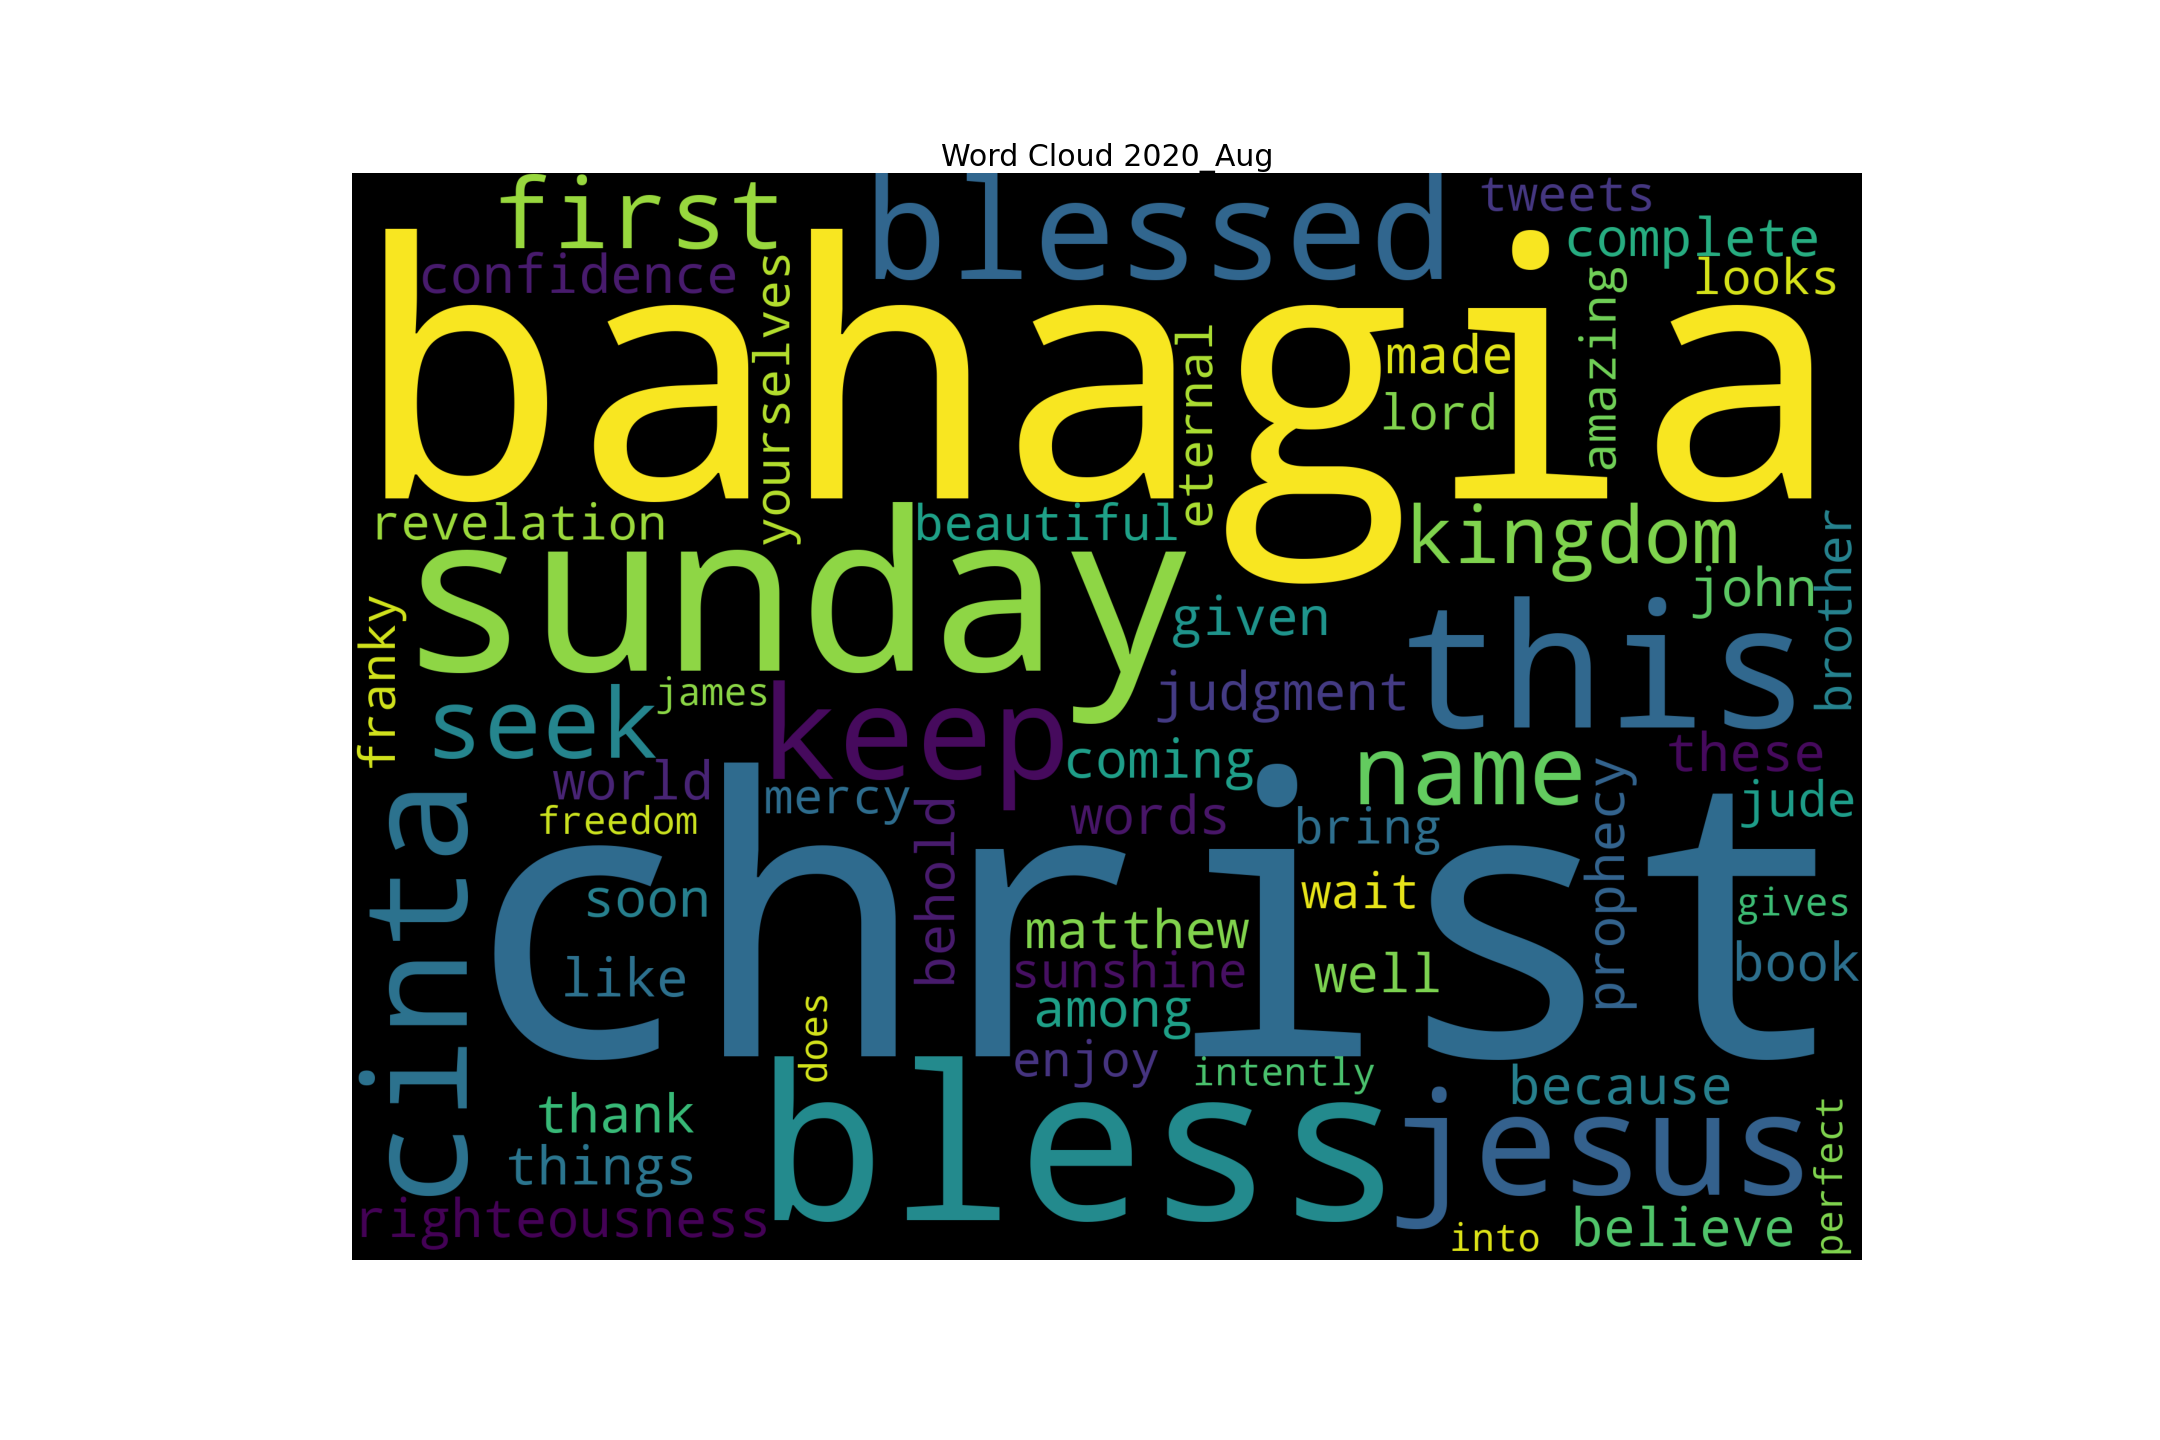 Word Cloud 2020_Aug
first
blessed
tweets
complete
confidence
looks
bahagia
yourselves
eternal
made
amazing
lord
revelation
beautiful
kingdom
sunday
john
brother
given
this
franky
seek
james
keep
judgment
name
these
world
coming
mercy
cinta
freedom
behold
words
bring
prophecy
jude
christ
soon
wait
gives
matthew
like
sunshine
well
book
does
among
enjoy
intently
because
thank
bless
jesus
perfect
things
righteousness
into
believe